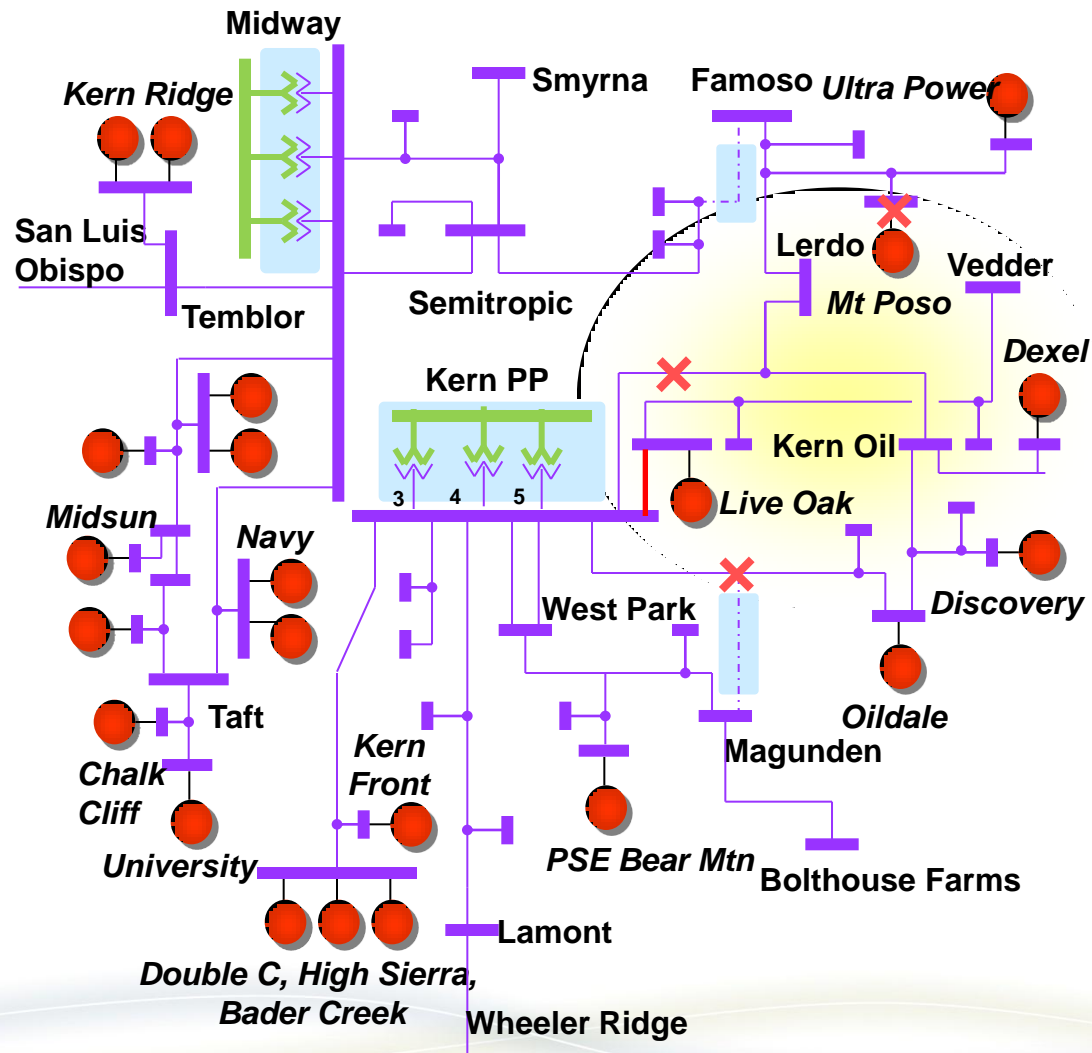 Midway
Kern Ridge
Smyrna
Famoso
Ultra Power
San Luis
Obispo
Temblor
Semitropic
Lerdo
Vedder
Mt Poso
Dexel
Kern PP
Kern Oil
3
4
5
Live Oak
Midsun
Navy
West Park
Discovery
Taft
Oildale
Magunden
Chalk
Cliff
Kern
Front
University
PSE Bear Mtn
Bolthouse Farms
Lamont
Double C, High Sierra,
Bader Creek
Wheeler Ridge